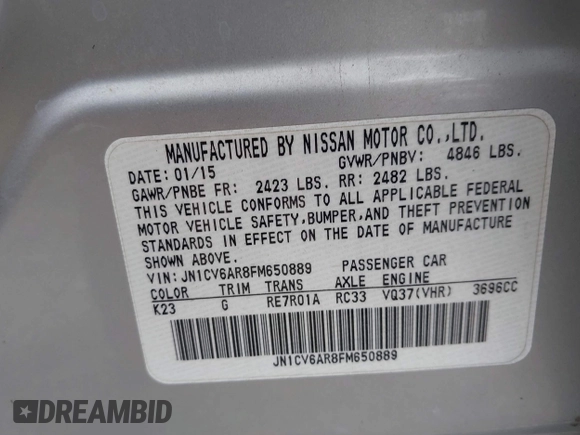 MANUFACTURED BY NISSAN MOTOR CO.,LTD.
DATE: 01/15 GVWR/PNBV: 4846 LBS.
GAWR/PNBE FR: 2423 LBS. RR: 2482 LBS.
THIS VEHICLE CONFORMS TO ALL APPLICABLE FEDERAL
MOTOR VEHICLE SAFETY,BUMPER,AND THEFT PREVENTION
STANDARDS IN EFFECT ON THE DATE OF MANUFACTURE
SHOWN ABOVE.
VIN: JN1CV6AR8FM650889 PASSENGER CAR
COLOR TRIM TRANS AXLE ENGINE
K23 G RE7R01A RC33 VQ37(VHR) 3696CC
JN1CV6AR8FM650889
DREAMBID